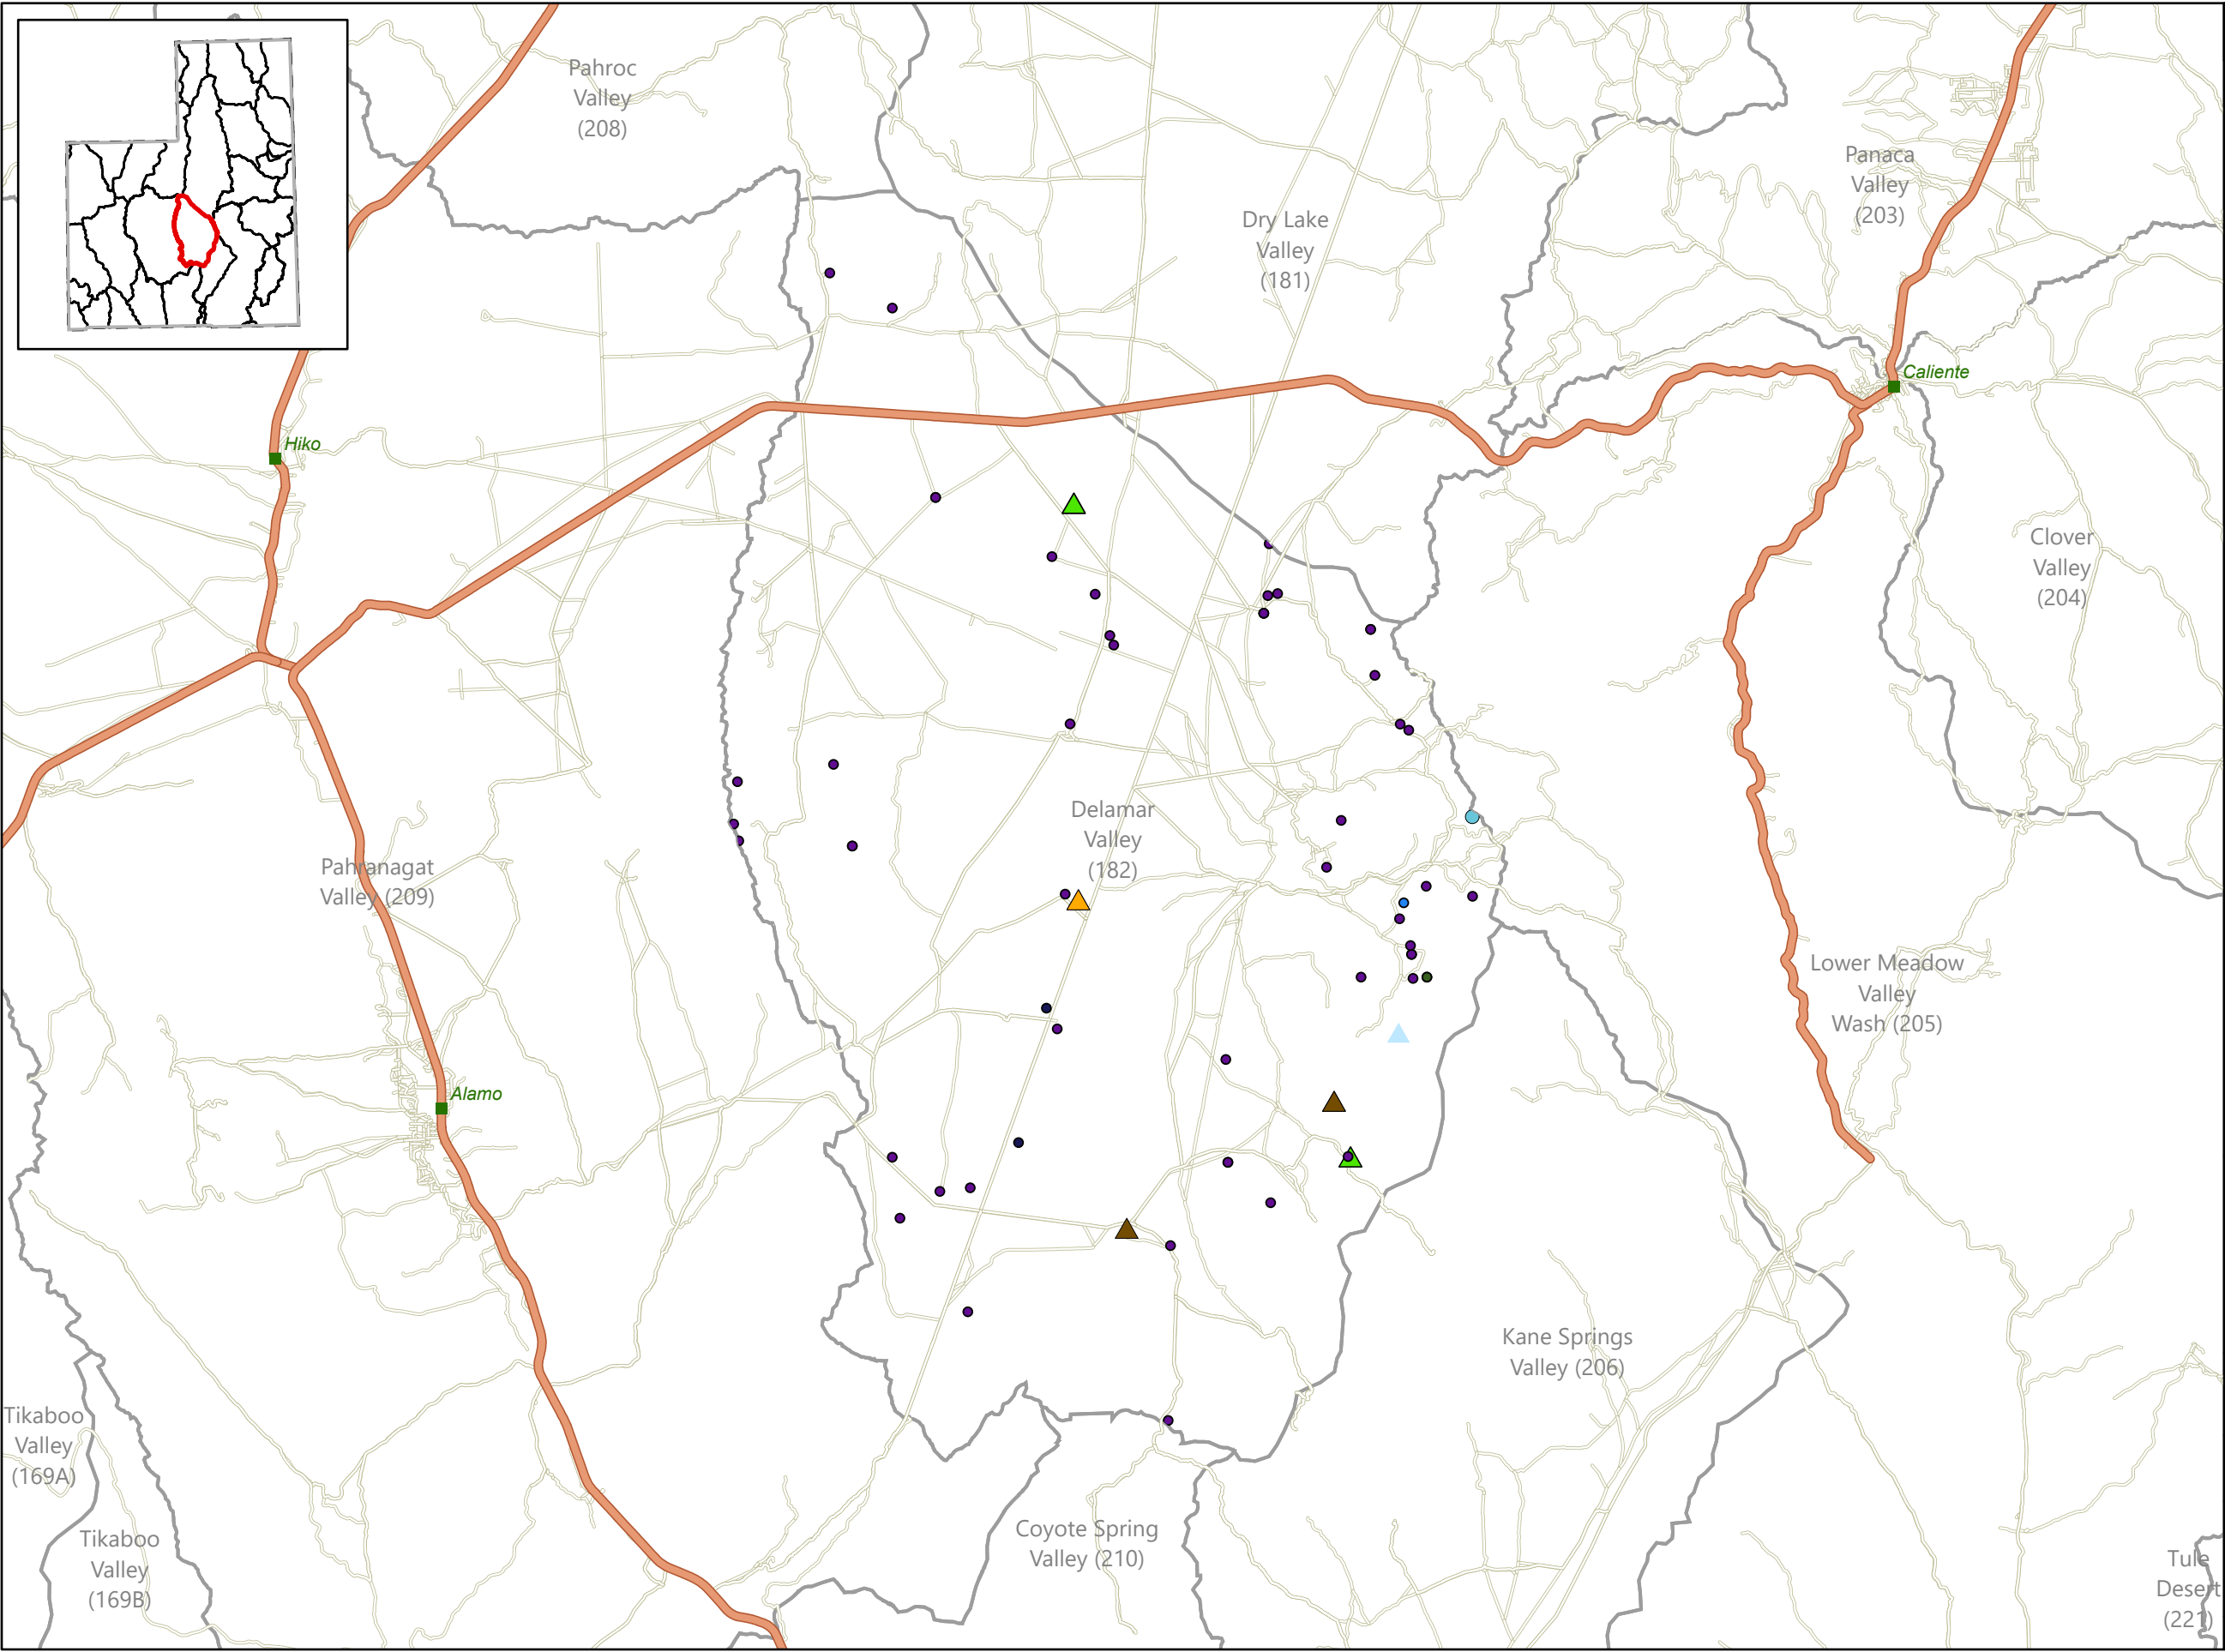 Pahroc
Valley
(208)
Panaca
Valley
(203)
Dry Lake
Valley
(181)
Caliente
Hiko
Clover
Valley
(204)
Delamar
Valley
(182)
Pahranagat
Valley (209)
Lower Meadow
Valley
Wash (205)
Alamo
Kane Springs
Valley (206)
Tikaboo
Valley
(169A)
Coyote Spring
Valley (210)
Tikaboo
Valley
(169B)
Tule
Desert
(221)